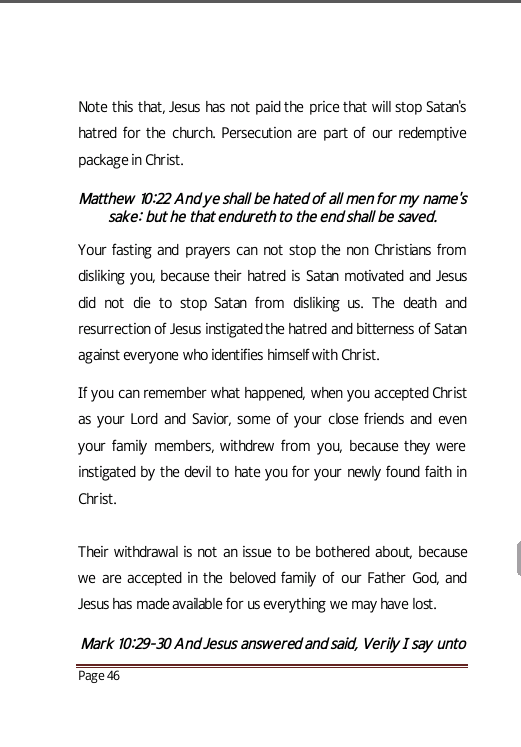 Note this that, Jesus has not paid the price that will stop Satan's
hatred for the church. Persecution are part of our redemptive
package in Christ.
Matthew 10:22 And ye shall be hated of all men for my name's
sake: but he that endureth to the end shall be saved.
Your fasting and prayers can not stop the non Christians from
disliking you, because their hatred is Satan motivated and Jesus
did not die to stop Satan from disliking us. The death and
resurrection of Jesus instigated the hatred and bitterness of Satan
against everyone who identifies himself with Christ.
If you can remember what happened, when you accepted Christ
as your Lord and Savior, some of your close friends and even
your family members, withdrew from you, because they were
instigated by the devil to hate you for your newly found faith in
Christ.
Their withdrawal is not an issue to be bothered about, because
we are accepted in the beloved family of our Father God, and
Jesus has made available for us everything we may have lost.
Mark 10:29-30 And Jesus answered and said, Verily I say unto
Page 46